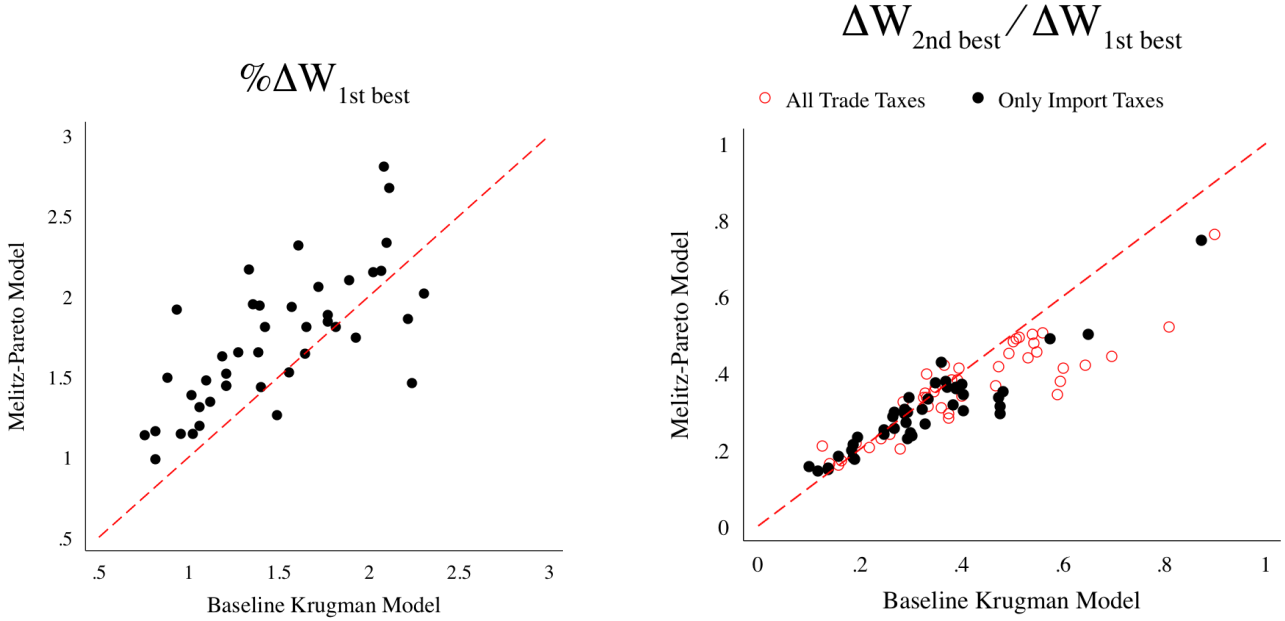 %ΔW1st best
3
2.5
2
1.5
1
.5
.5 1 1.5 2 2.5 3
Melitz-Pareto Model
Baseline Krugman Model
ΔW2nd best/ΔW1st best
All Trade Taxes Only Import Taxes
1
.8
.6
.4
.2
0
0 .2 .4 .6 .8 1
Melitz-Pareto Model
Baseline Krugman Model